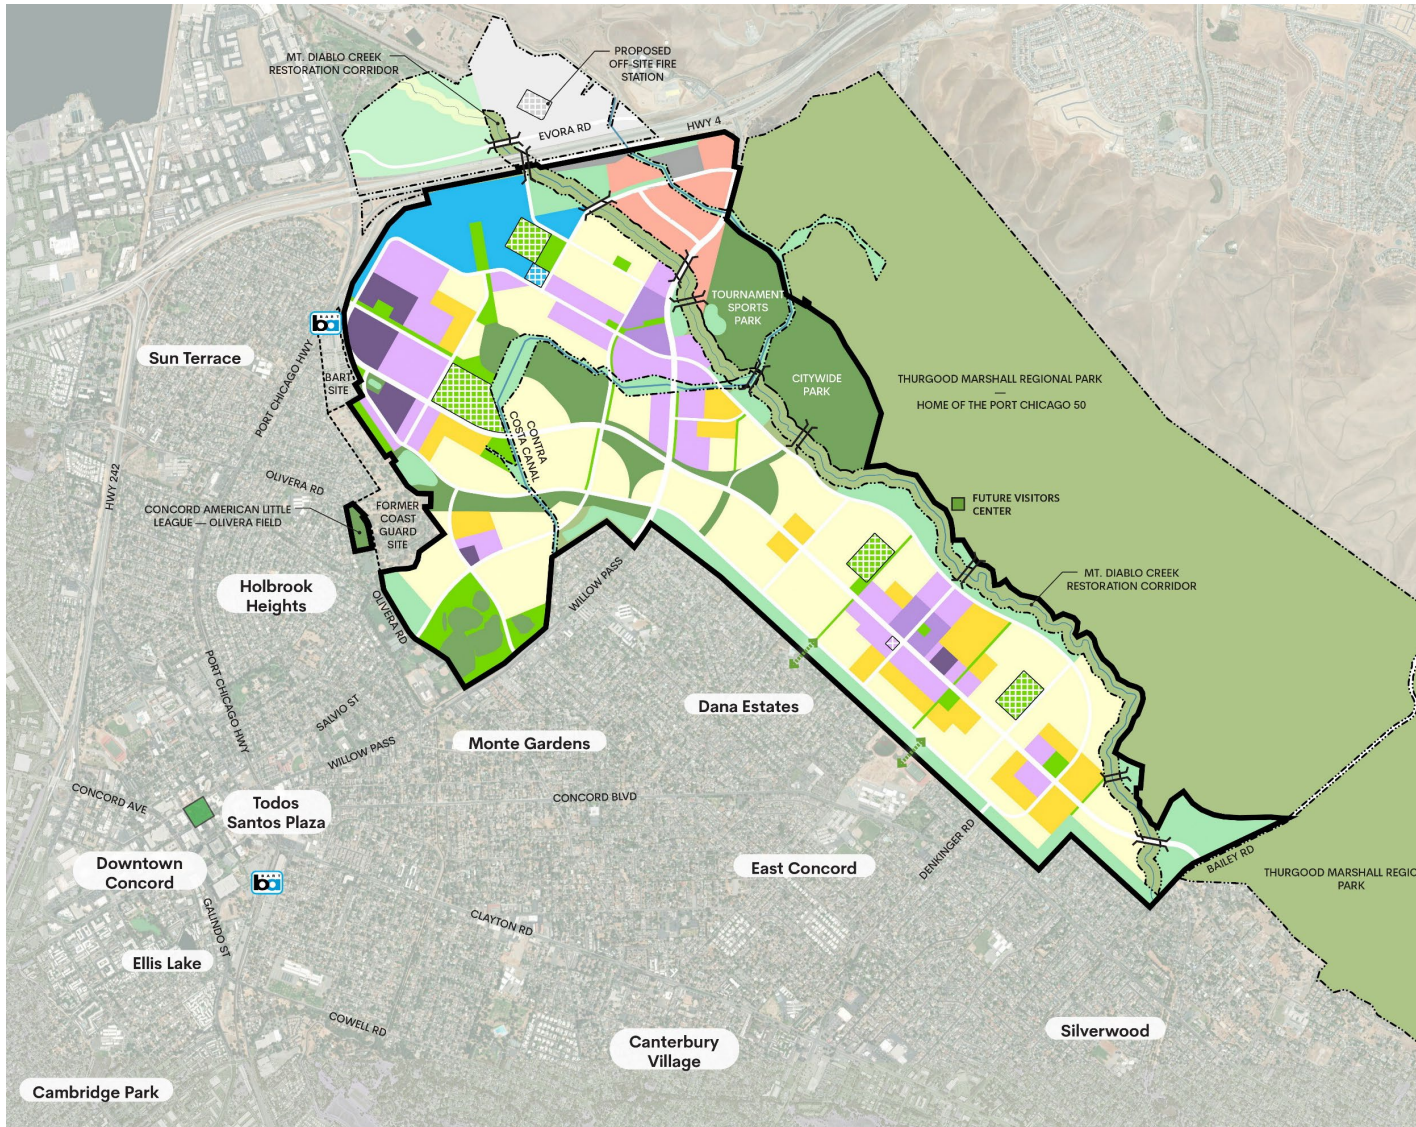 MT. DIABLO CREEK
RESTORATION CORRIDOR
PROPOSED
OFF-SITE FIRE
STATION
EVORA RD
HWY 4
TOURNAMENT
SPORTS
PARK
CITYWIDE
PARK
THURGOOD MARSHALL REGIONAL PARK
—
HOME OF THE PORT CHICAGO 50
BART
ba
Sun Terrace
PORT CHICAGO HWY
BART
SITE
HWY 242
OLIVERA RD
CONTRA
COSTA CANAL
CONCORD AMERICAN LITTLE
LEAGUE — OLIVERA FIELD
FORMER
COAST
GUARD
SITE
FUTURE VISITORS
CENTER
MT. DIABLO CREEK
RESTORATION CORRIDOR
Holbrook
Heights
OLIVERA RD
WILLOW PASS
PORT CHICAGO HWY
SALVIO ST
WILLOW PASS
Dana Estates
Monte Gardens
CONCORD AVE
Todos
Santos Plaza
CONCORD BLVD
Downtown
Concord
BART
ba
East Concord
DENKINGER RD
BAILEY RD
THURGOOD MARSHALL REGIO
PARK
GALINDO ST
CLAYTON RD
Ellis Lake
COWELL RD
Canterbury
Village
Silverwood
Cambridge Park